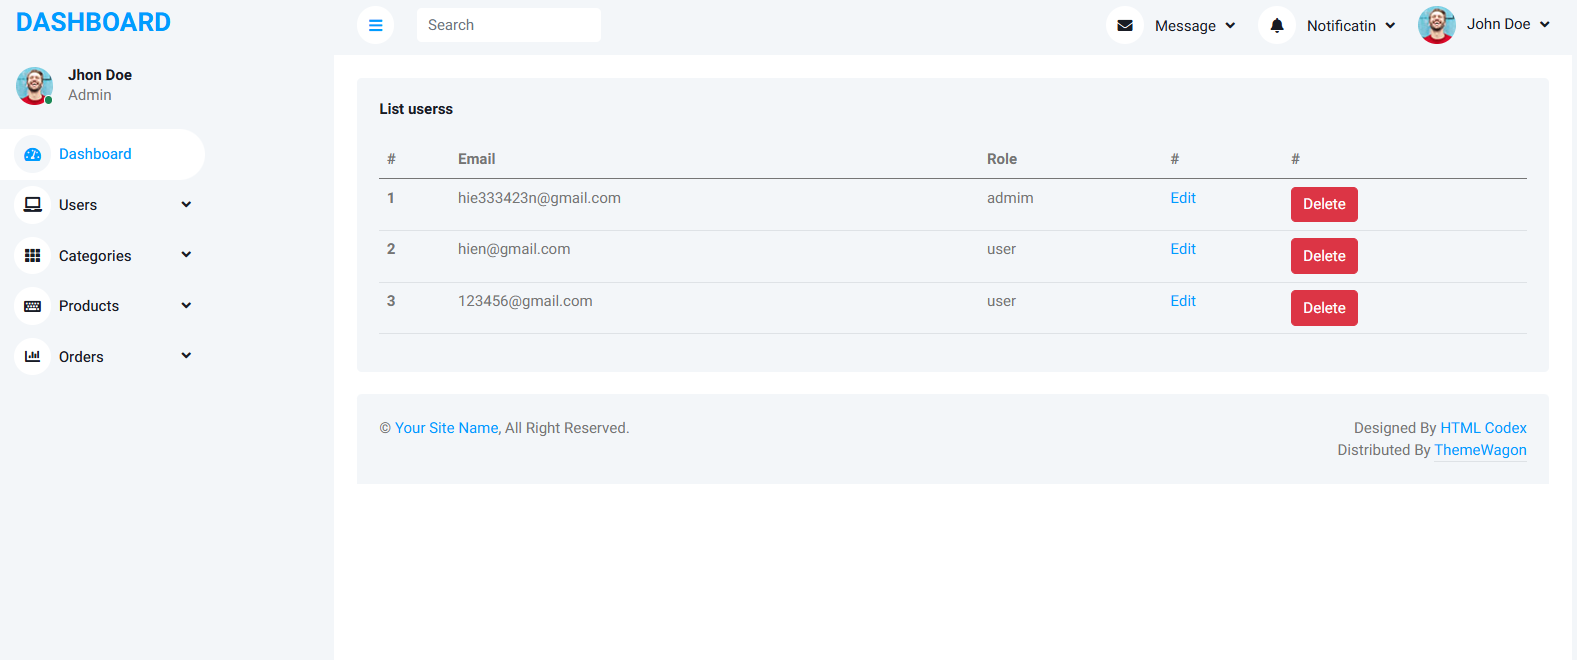 DASHBOARD
Search
Message
Notificatin
John Doe
Jhon Doe
Admin
Dashboard
Users
Categories
Products
Orders
List userss
# Email Role # #
1 hie333423n@gmail.com admim Edit Delete
2 hien@gmail.com user Edit Delete
3 123456@gmail.com user Edit Delete
© Your Site Name, All Right Reserved.
Designed By HTML Codex
Distributed By ThemeWagon